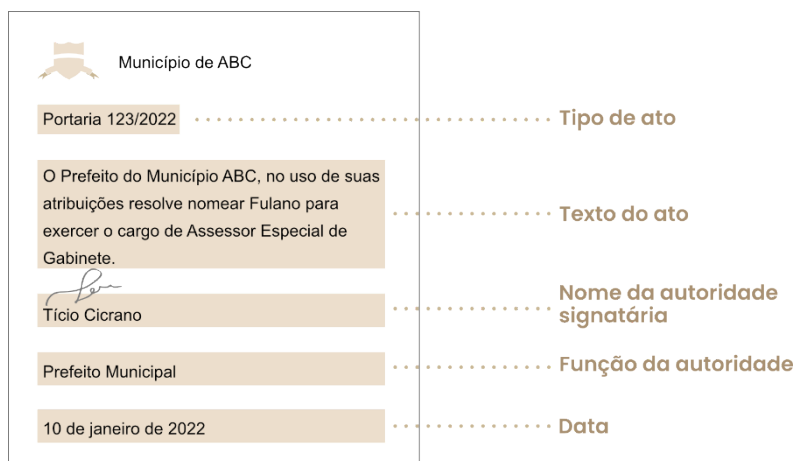 Município de ABC
Portaria 123/2022
Tipo de ato
O Prefeito do Município ABC, no uso de suas
atribuições resolve nomear Fulano para
exercer o cargo de Assessor Especial de
Gabinete.
Texto do ato
Tício Cicrano
Nome da autoridade
signatária
Prefeito Municipal
Função da autoridade
10 de janeiro de 2022
Data